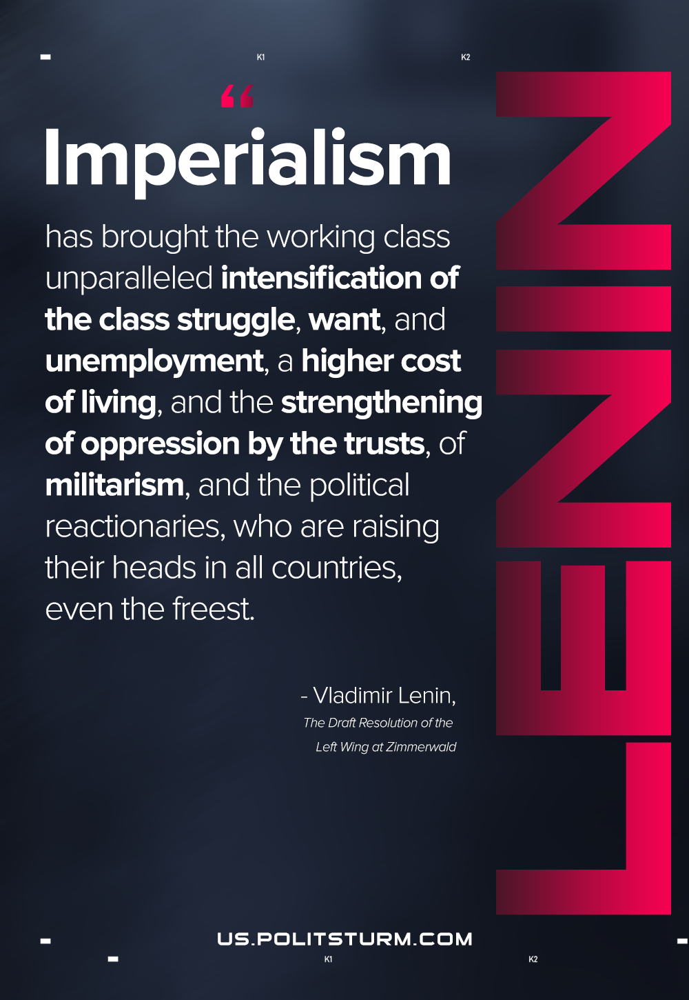 K1 K2
“
Imperialism
has brought the working class
unparalleled intensification of
the class struggle, want, and
unemployment, a higher cost
of living, and the strengthening
of oppression by the trusts, of
militarism, and the political
reactionaries, who are raising
their heads in all countries,
even the freest.
- Vladimir Lenin,
The Draft Resolution of the
Left Wing at Zimmerwald
LENIN
US.POLITSTURM.COM
K1 K2